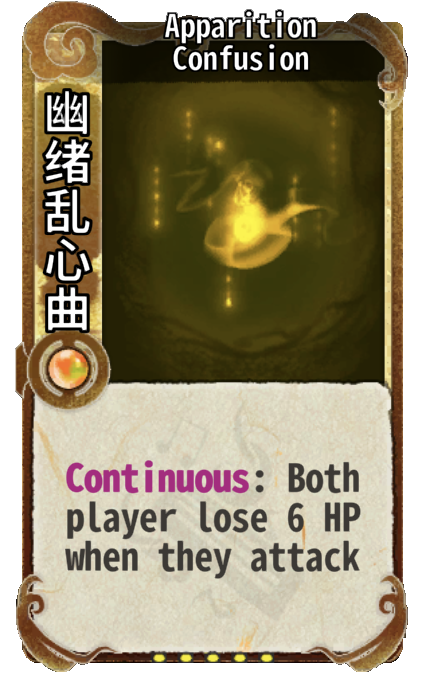 Apparition
Confusion
幽绪乱心曲
Continuous: Both
player lose 6 HP
when they attack